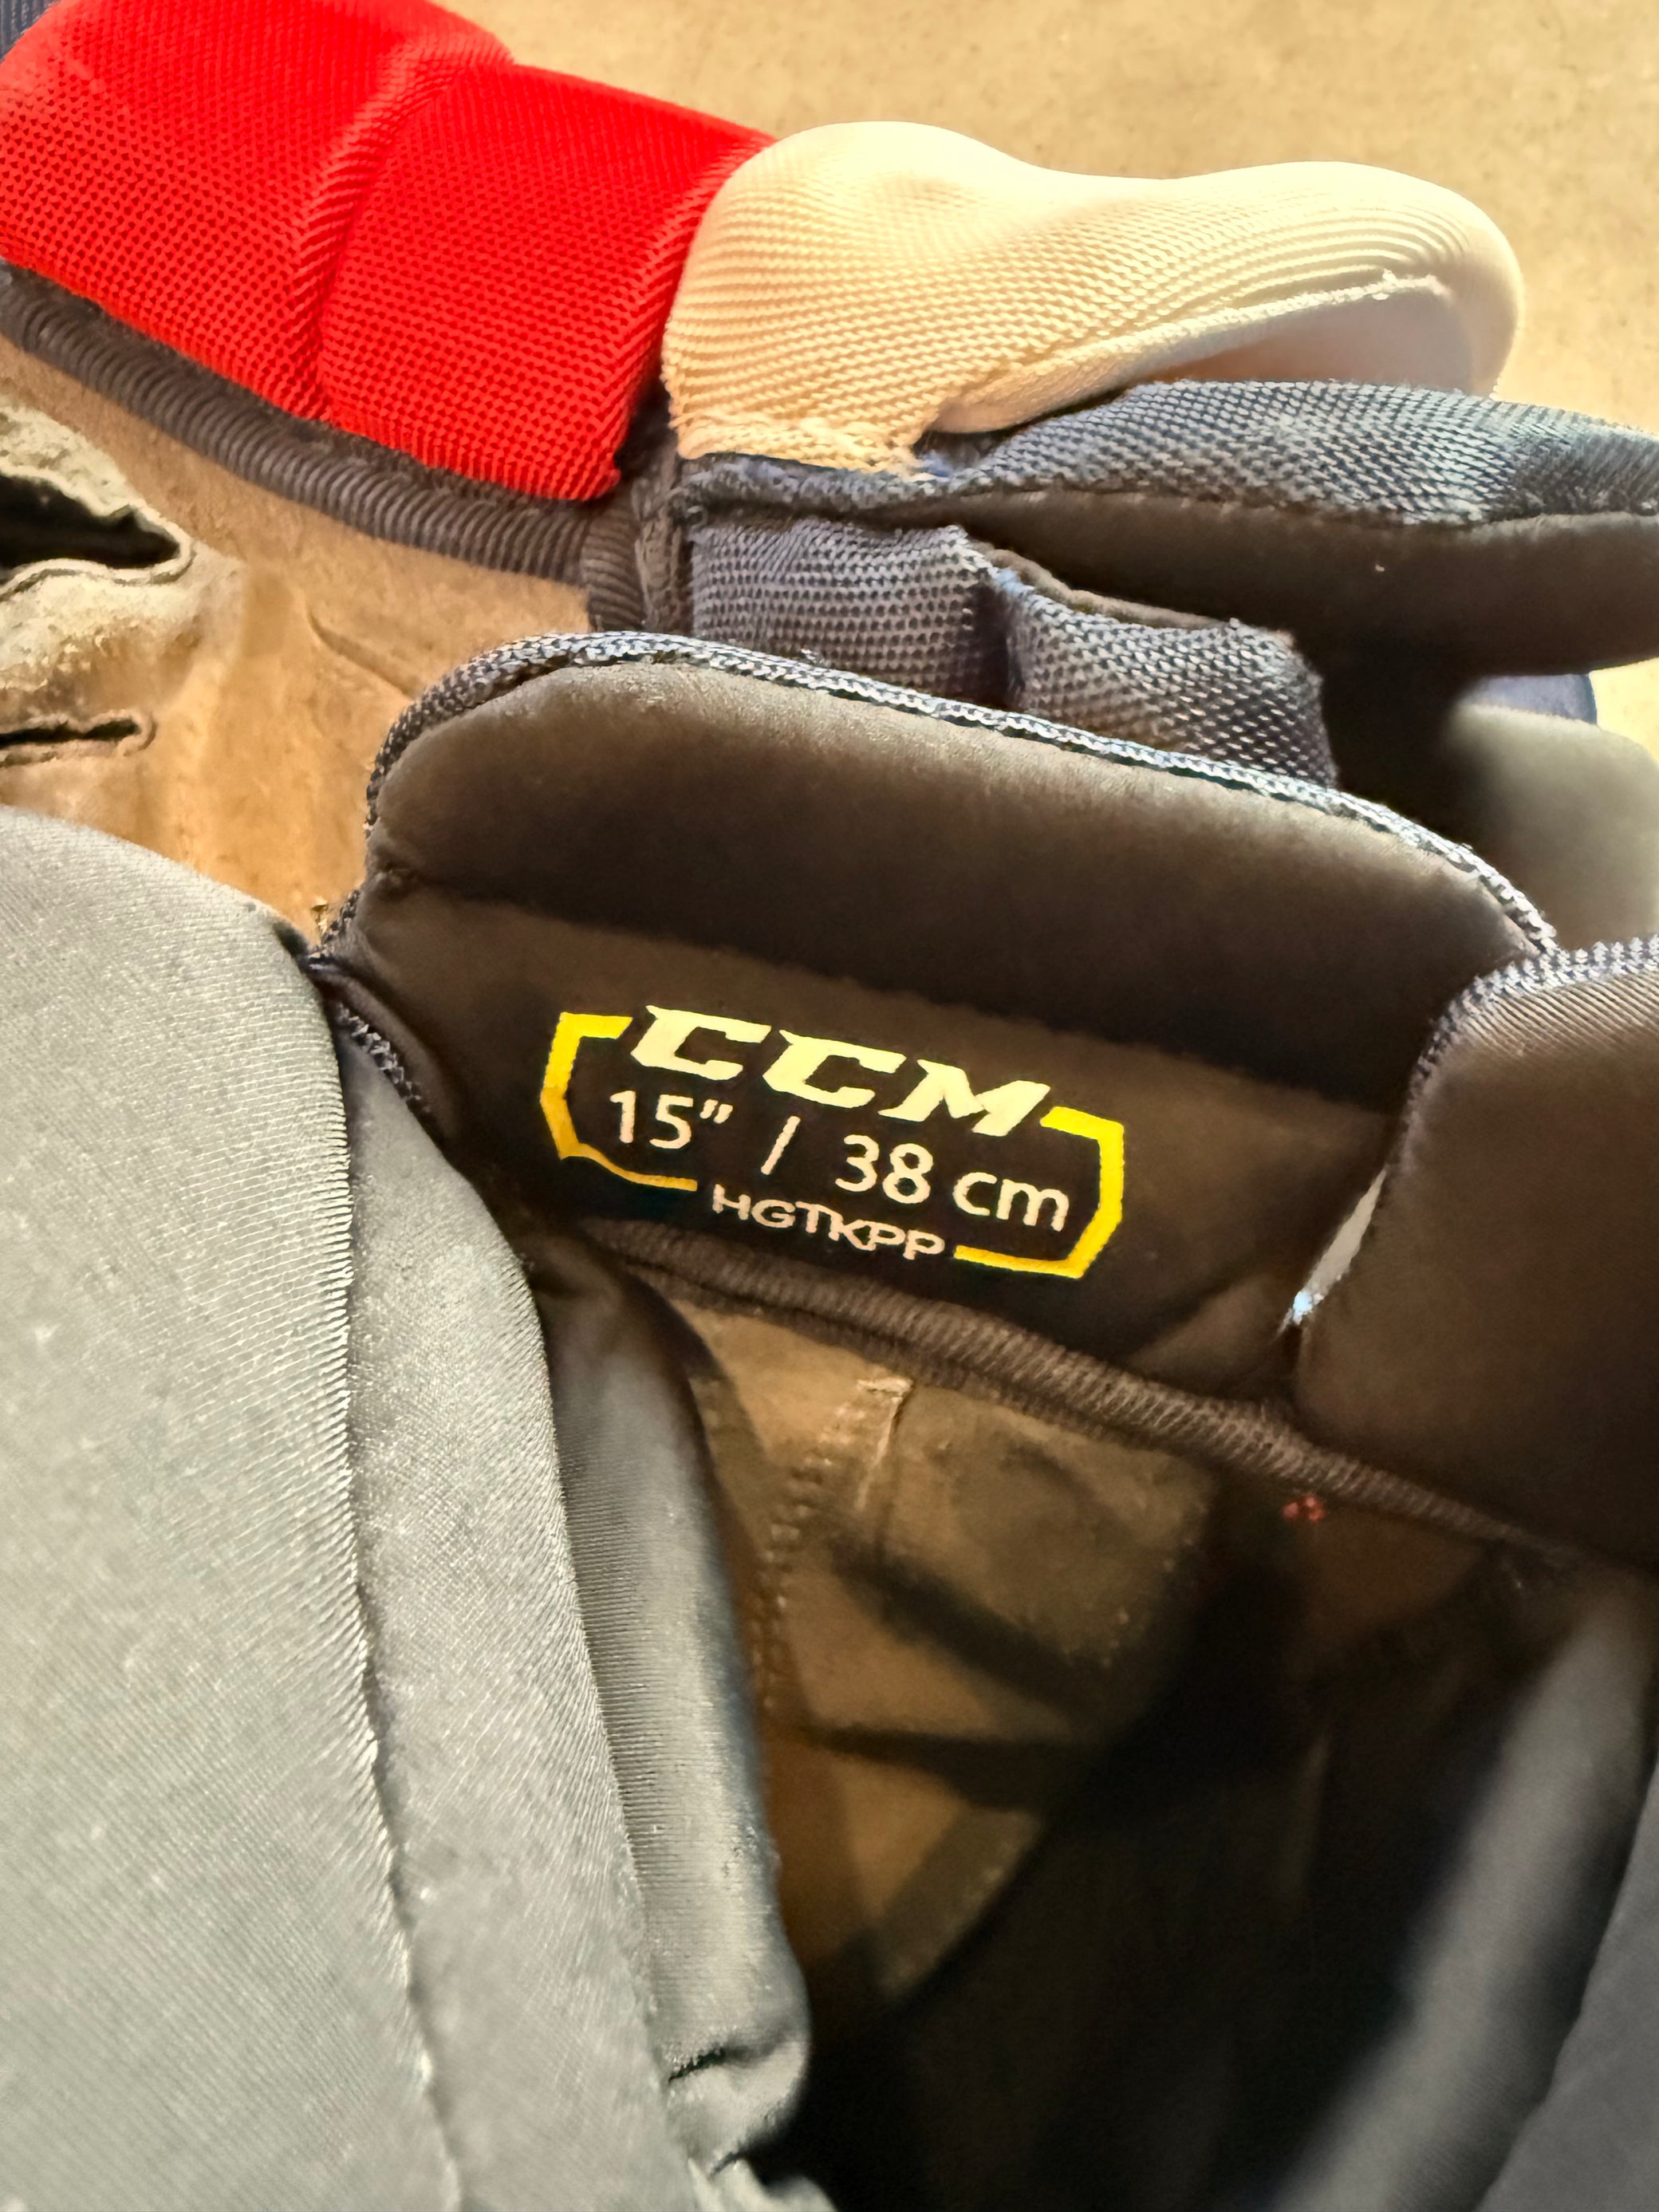 CCM
15" / 38 cm
HGTKPP